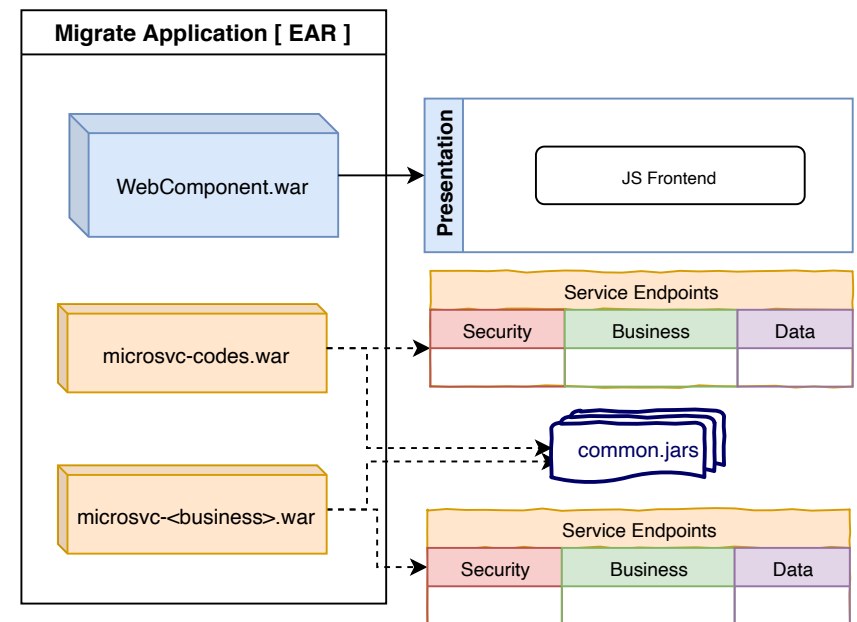 Migrate Application [ EAR ]
WebComponent.war
Presentation
JS Frontend
microsvc-codes.war
Service Endpoints
Security
Business
Data
common.jars
microsvc-<business>.war
Service Endpoints
Security
Business
Data